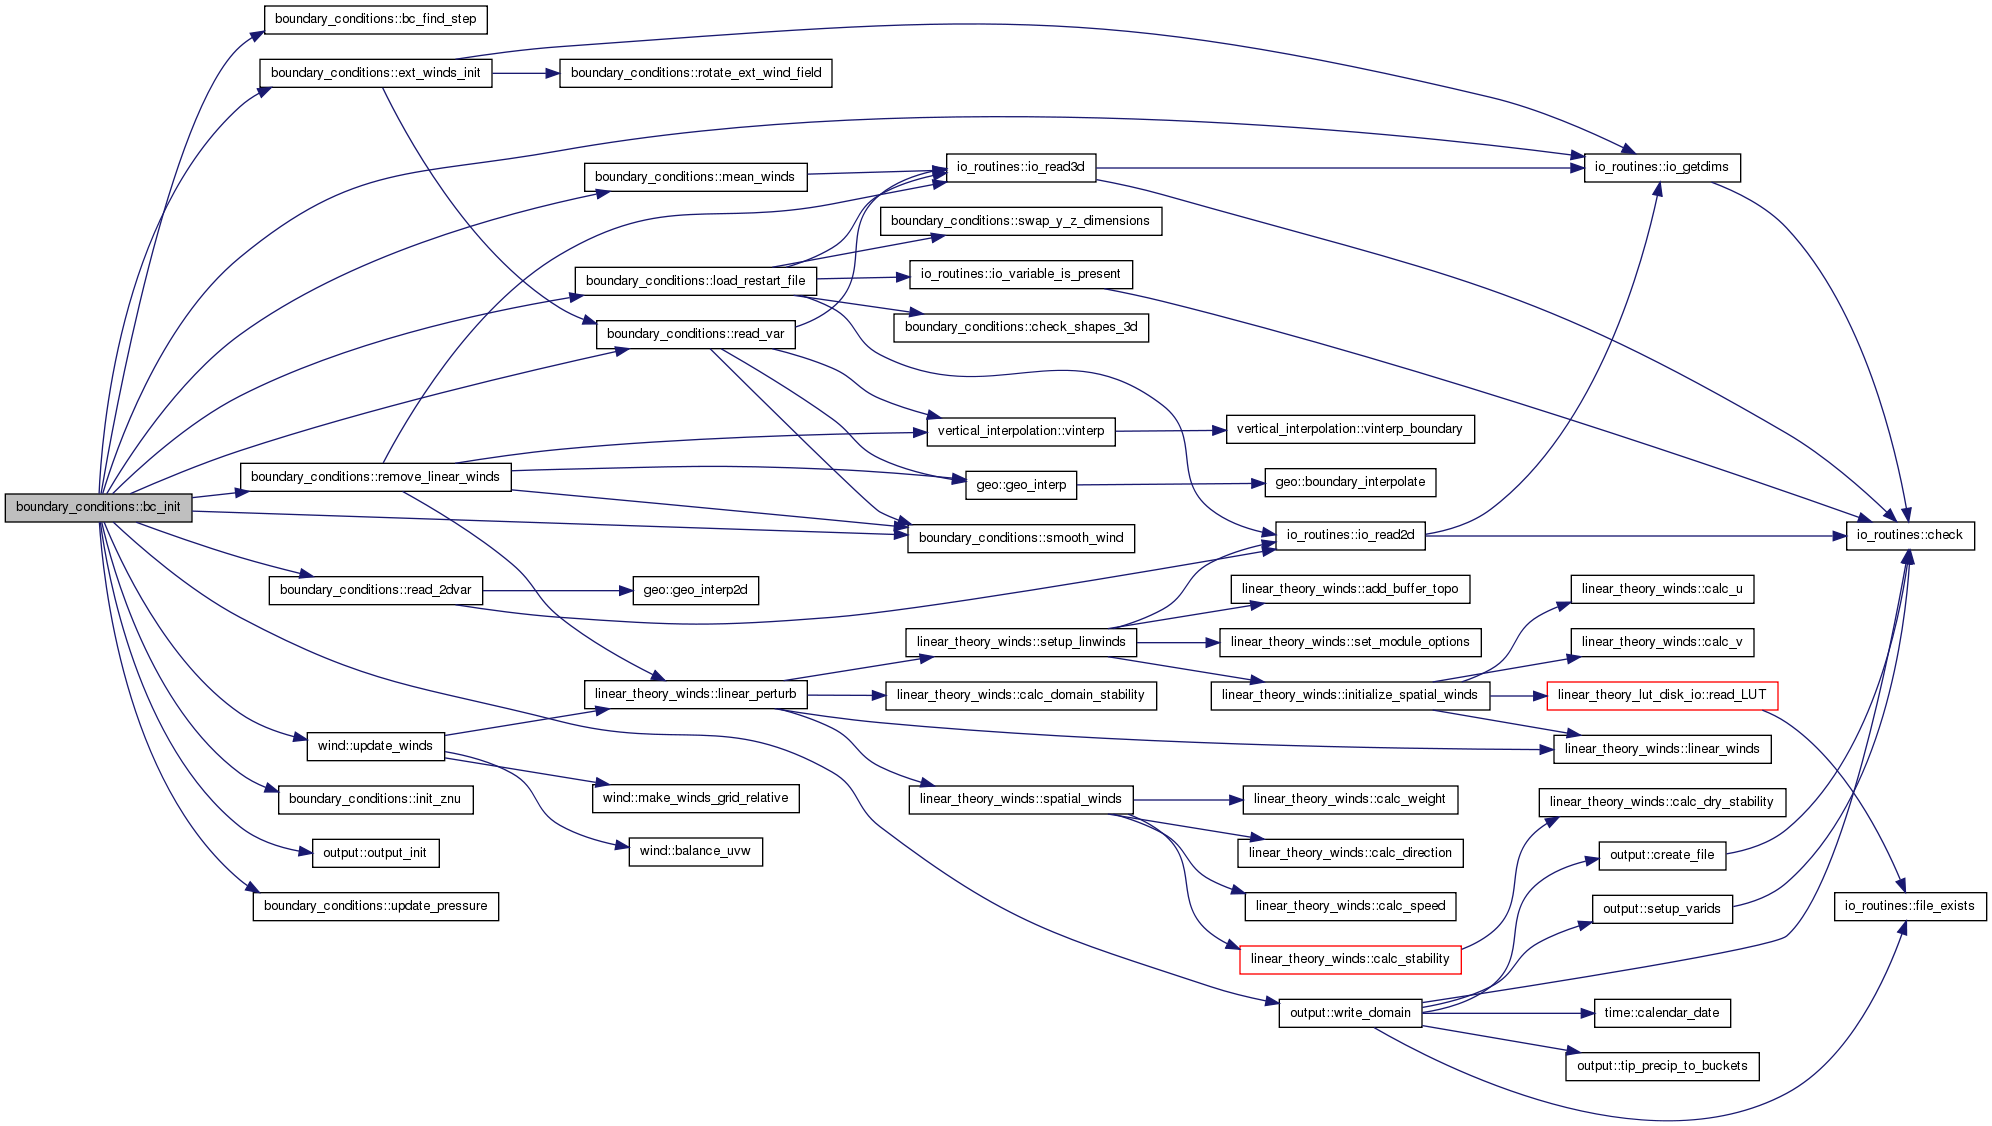 boundary_conditions::bc_find_step
boundary_conditions::ext_winds_init
boundary_conditions::rotate_ext_wind_field
boundary_conditions::mean_winds
io_routines::io_read3d
io_routines::io_getdims
boundary_conditions::swap_y_z_dimensions
boundary_conditions::load_restart_file
io_routines::io_variable_is_present
boundary_conditions::read_var
boundary_conditions::check_shapes_3d
vertical_interpolation::vinterp
vertical_interpolation::vinterp_boundary
boundary_conditions::remove_linear_winds
geo::geo_interp
geo::boundary_interpolate
boundary_conditions::bc_init
boundary_conditions::smooth_wind
io_routines::io_read2d
io_routines::check
boundary_conditions::read_2dvar
geo::geo_interp2d
linear_theory_winds::add_buffer_topo
linear_theory_winds::calc_u
linear_theory_winds::setup_linwinds
linear_theory_winds::set_module_options
linear_theory_winds::calc_v
linear_theory_winds::linear_perturb
linear_theory_winds::calc_domain_stability
linear_theory_winds::initialize_spatial_winds
linear_theory_lut_disk_io::read_LUT
wind::update_winds
linear_theory_winds::linear_winds
boundary_conditions::init_znu
wind::make_winds_grid_relative
linear_theory_winds::spatial_winds
linear_theory_winds::calc_weight
linear_theory_winds::calc_dry_stability
output::output_init
wind::balance_uvw
linear_theory_winds::calc_direction
output::create_file
boundary_conditions::update_pressure
linear_theory_winds::calc_speed
output::setup_varids
io_routines::file_exists
linear_theory_winds::calc_stability
output::write_domain
time::calendar_date
output::tip_precip_to_buckets